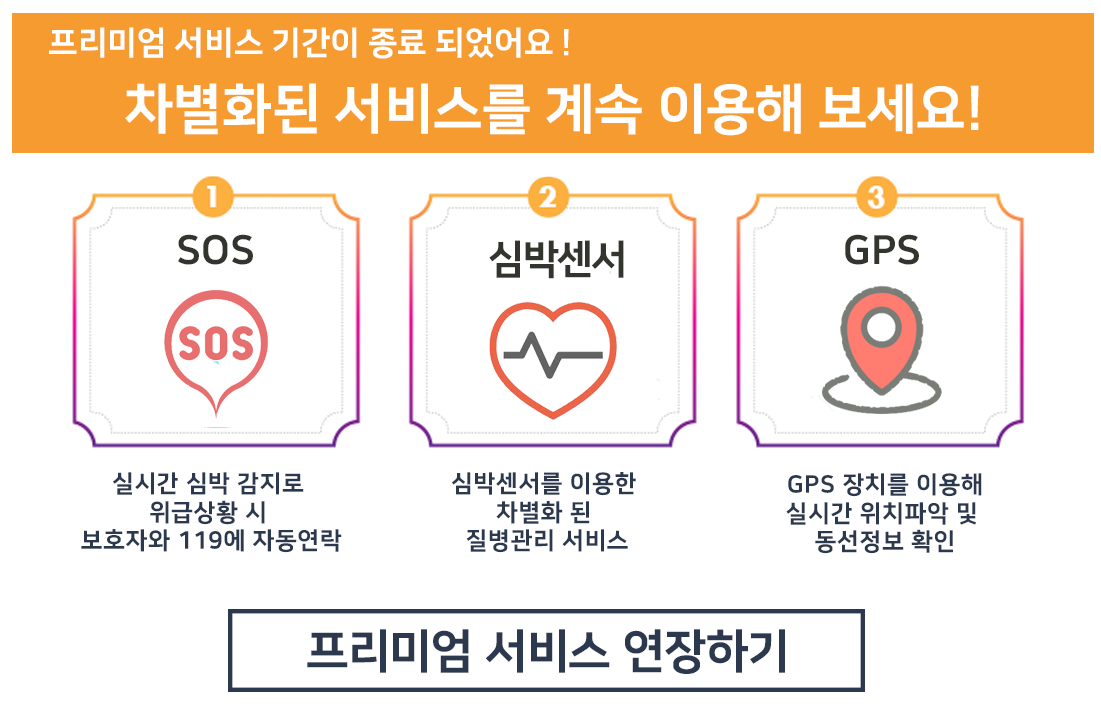 프리미엄 서비스 기간이 종료 되었어요 !
차별화된 서비스를 계속 이용해 보세요!
1
SOS
SOS
실시간 심박 감지로
위급상황 시
보호자와 119에 자동연락
2
심박센서
심박센서를 이용한
차별화 된
질병관리 서비스
3
GPS
GPS 장치를 이용해
실시간 위치파악 및
동선정보 확인
프리미엄 서비스 연장하기